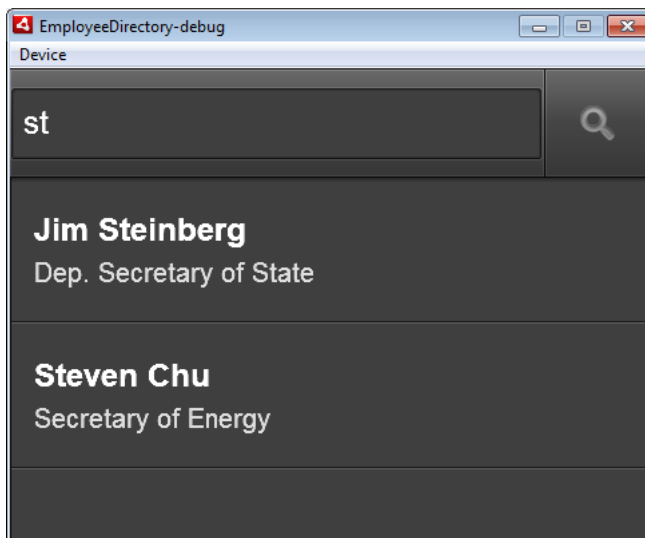 EmployeeDirectory-debug
Device
st
Jim Steinberg
Dep. Secretary of State
Steven Chu
Secretary of Energy